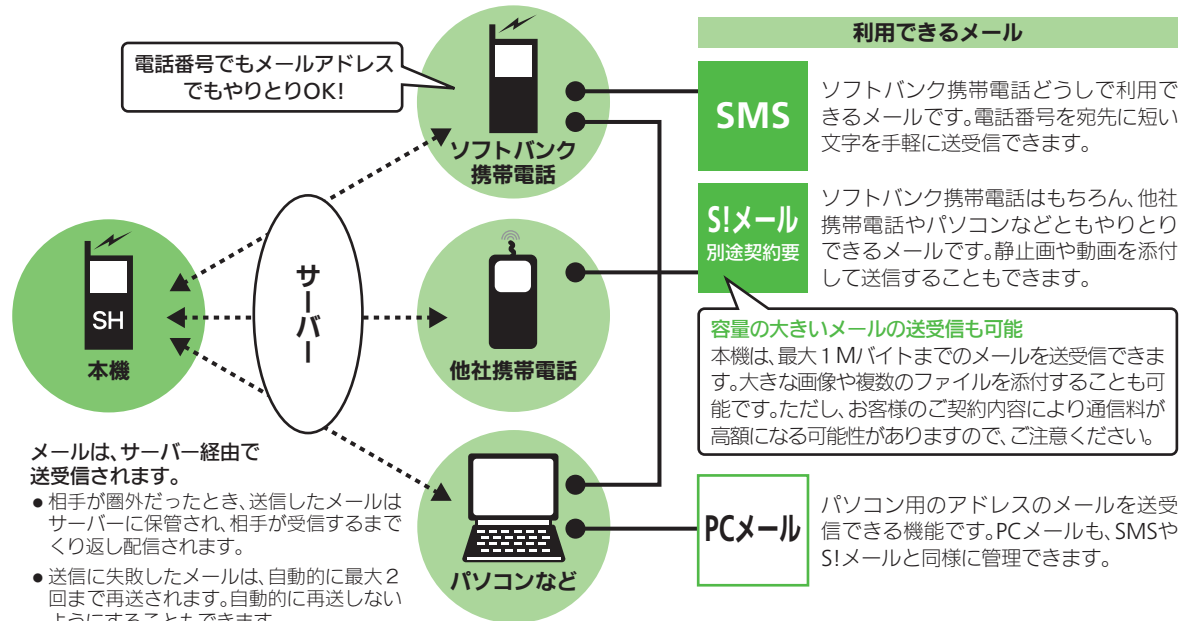 電話番号でもメールアドレス
でもやりとりOK!
ソフトバンク
携帯電話
SH
本機
サーバー
他社携帯電話
パソコンなど
メールは、サーバー経由で
送受信されます。
●相手が圏外だったとき、送信したメールは
サーバーに保管され、相手が受信するまで
くり返し配信されます。
●送信に失敗したメールは、自動的に最大2
回まで再送されます。自動的に再送しない
ようにすることもできます。
利用できるメール
SMS
ソフトバンク携帯電話どうしで利用で
きるメールです。電話番号を宛先に短い
文字を手軽に送受信できます。
S!メール
別途契約要
ソフトバンク携帯電話はもちろん、他社
携帯電話やパソコンなどともやりとり
できるメールです。静止画や動画を添付
して送信することもできます。
容量の大きいメールの送受信も可能
本機は、最大1Mバイトまでのメールを送受信できま
す。大きな画像や複数のファイルを添付することも可
能です。ただし、お客様のご契約内容により通信料が
高額になる可能性がありますので、ご注意ください。
PCメール
パソコン用のアドレスのメールを送受
信できる機能です。PCメールも、SMSや
S!メールと同様に管理できます。